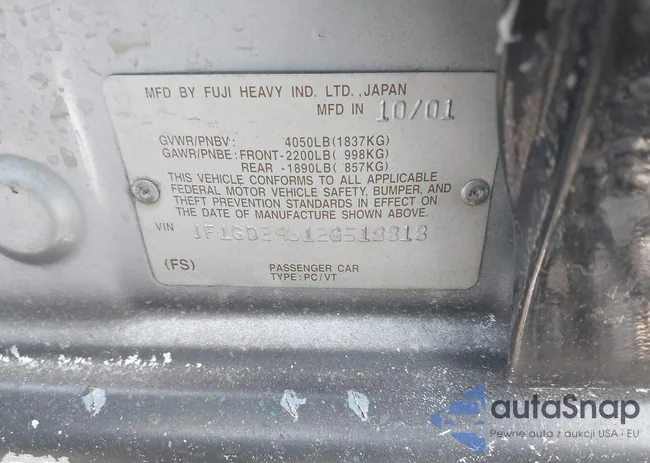 MFD BY FUJI HEAVY IND. LTD., JAPAN
MFD IN 10/01
GVWR/PNBV: 4050LB(1837KG)
GAWR/PNBE: FRONT-2200LB( 998KG)
REAR -1890LB( 857KG)
THIS VEHICLE CONFORMS TO ALL APPLICABLE
FEDERAL MOTOR VEHICLE SAFETY, BUMPER, AND
THEFT PREVENTION STANDARDS IN EFFECT ON
THE DATE OF MANUFACTURE SHOWN ABOVE.
VIN
(FS) PASSENGER CAR
TYPE: PC/VT
autaSnap
Pewne auta z aukcji USA i EU